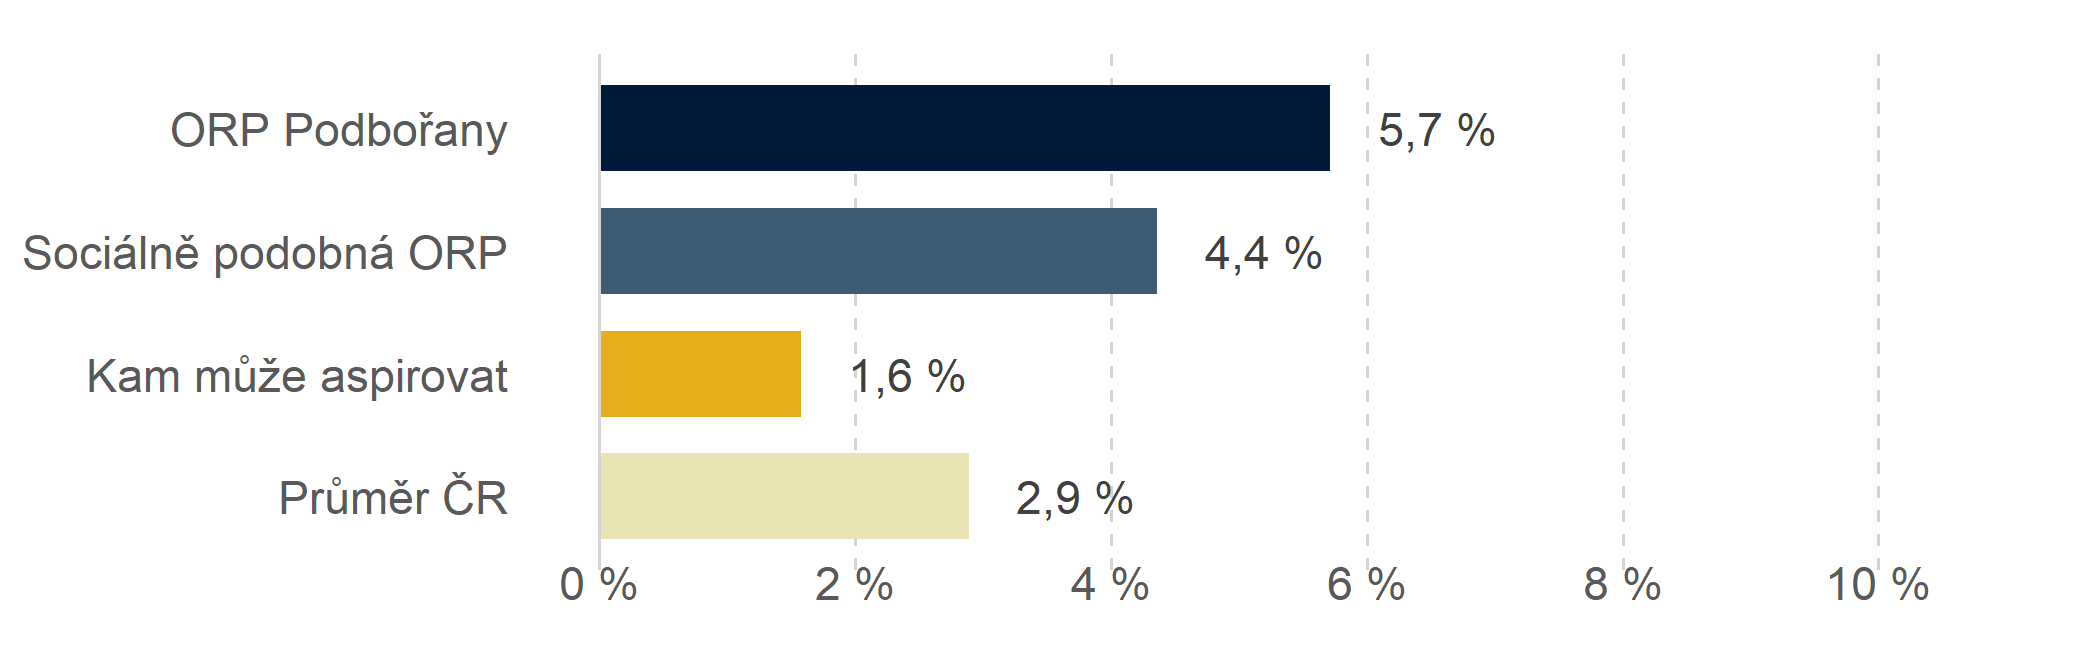 ORP Podbořany
5,7 %
Sociálně podobná ORP
4,4 %
Kam může aspirovat
1,6 %
Průměr ČR
2,9 %
0 % 2 % 4 % 6 % 8 % 10 %